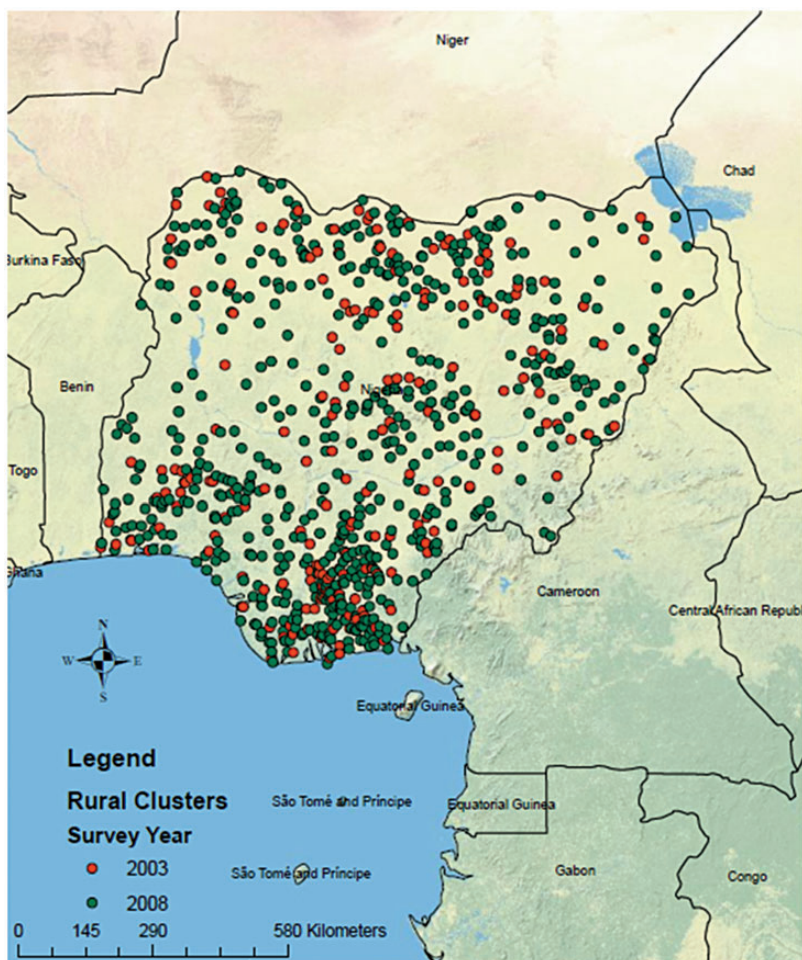 Niger
Chad
Burkina Faso
Benin
Nigeria
Togo
Ghana
Cameroon
Central African Republ
N
W E
S
Equatorial Guinea
Legend
Rural Clusters
São Tomé and Príncipe
Equatorial Guinea
Survey Year
2003
São Tomé and Príncipe
Gabon
Congo
2008
0 145 290 580 Kilometers